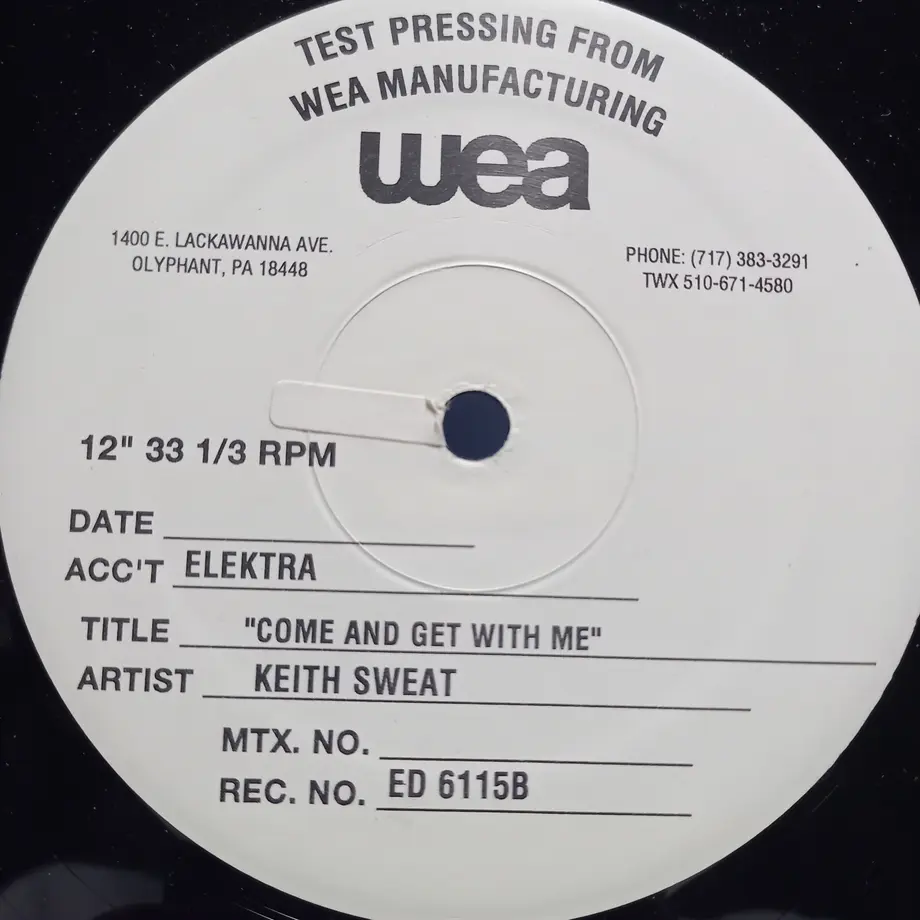 TEST PRESSING FROM
WEA MANUFACTURING
wea
1400 E. LACKAWANNA AVE.
OLYPHANT, PA 18448
PHONE: (717) 383-3291
TWX 510-671-4580
12" 33 1/3 RPM
DATE
ACC'T ELEKTRA
TITLE "COME AND GET WITH ME"
ARTIST KEITH SWEAT
MTX. NO.
REC. NO. ED 6115B